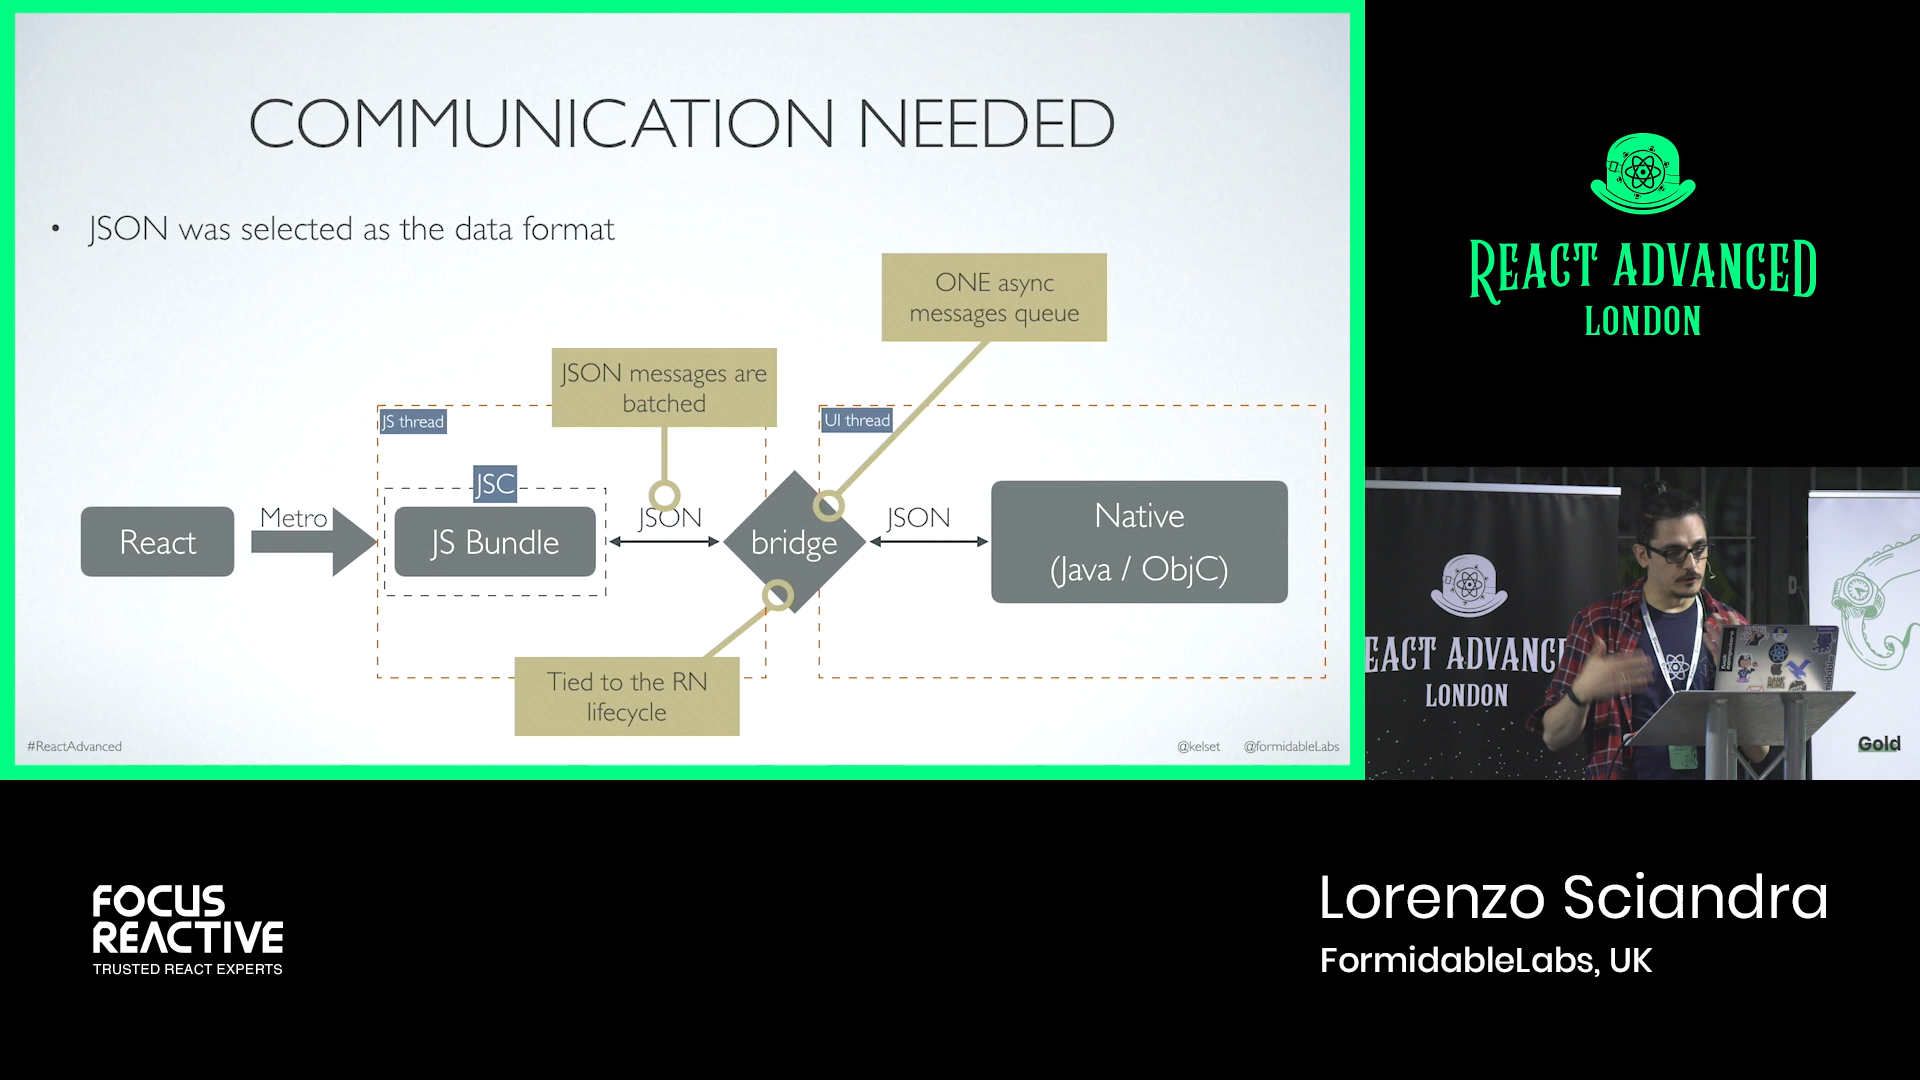 COMMUNICATION NEEDED
• JSON was selected as the data format
ONE async
messages queue
JSON messages are
batched
JS thread
UI thread
JSC
React
Metro
JS Bundle
JSON
bridge
JSON
Native
(Java / ObjC)
Tied to the RN
lifecycle
#ReactAdvanced
@kelset
@formidableLabs
REACT ADVANCED
LONDON
EACT ADVANC
LONDON
Gold
FOCUS
REACTIVE
TRUSTED REACT EXPERTS
Lorenzo Sciandra
FormidableLabs, UK